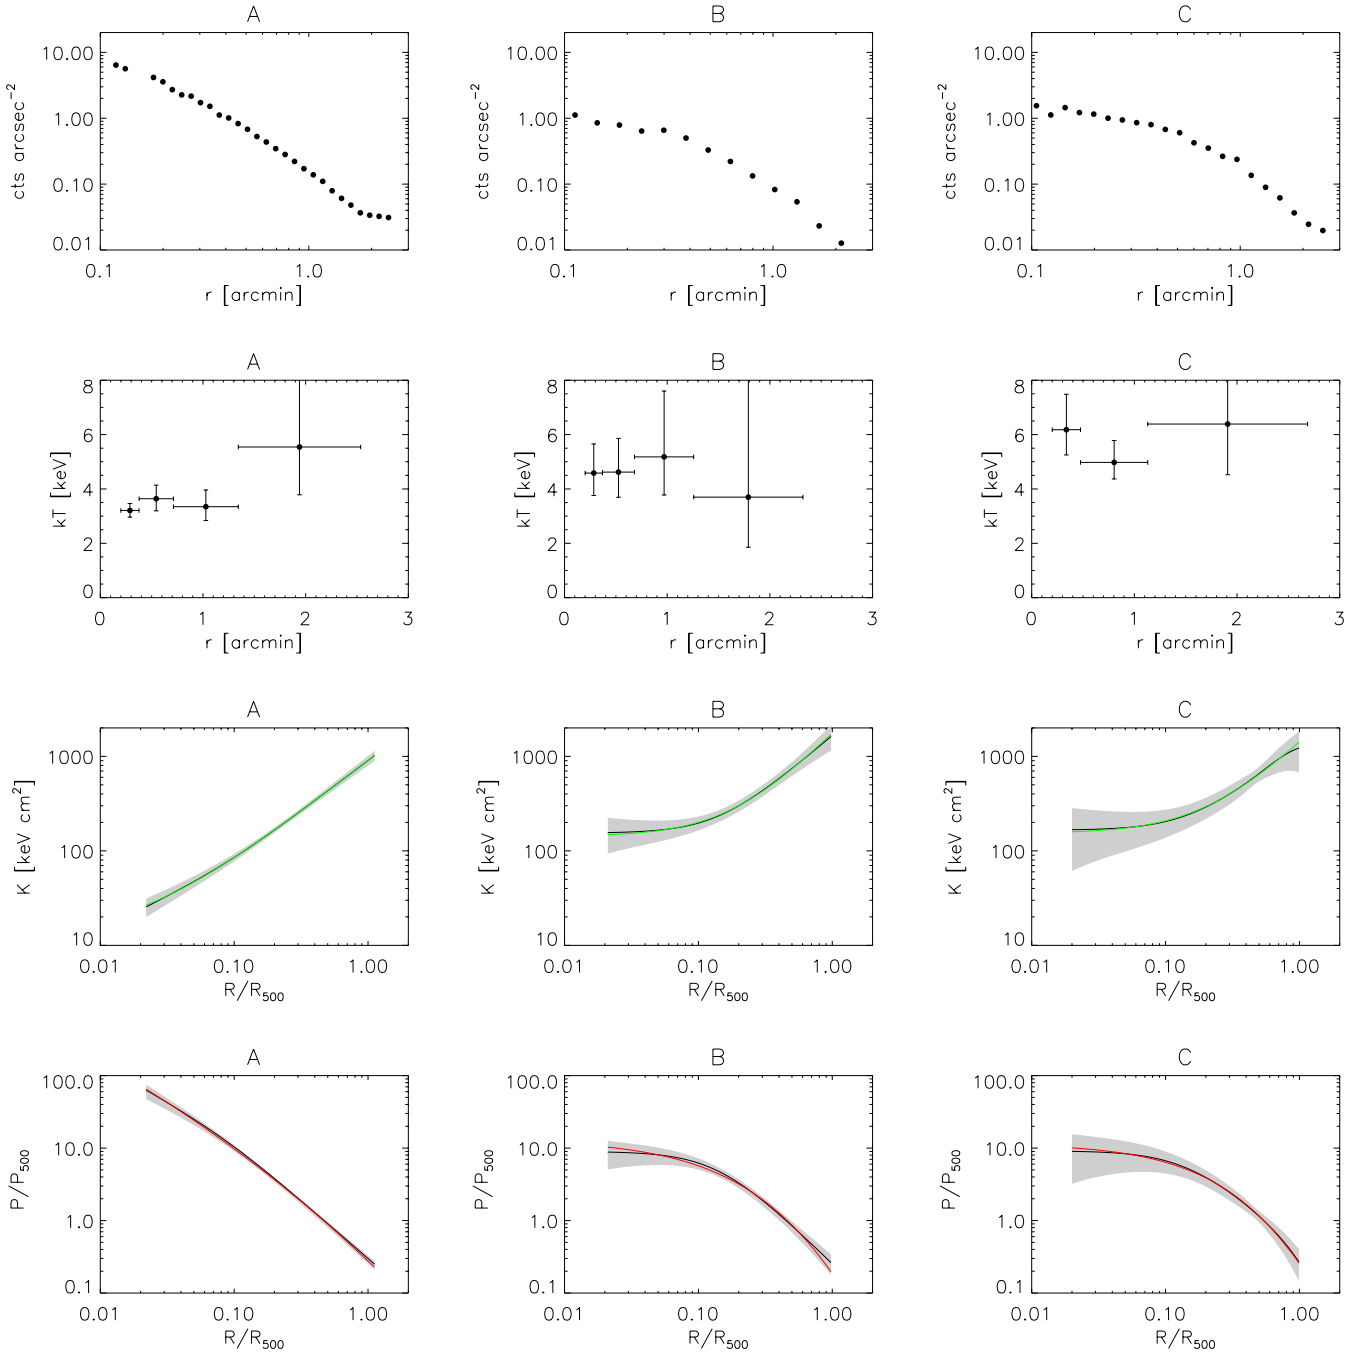 A B C
10.00 10.00 10.00
1.00 1.00 1.00
0.10 0.10 0.10
0.01 0.01 0.01
cts arcsec⁻² cts arcsec⁻² cts arcsec⁻²
0.1 1.0 0.1 1.0 0.1 1.0
r [arcmin] r [arcmin] r [arcmin]
A B C
8 8 8
6 6 6
4 4 4
2 2 2
0 0 0
kT [keV] kT [keV] kT [keV]
0 1 2 3 0 1 2 3 0 1 2 3
r [arcmin] r [arcmin] r [arcmin]
A B C
1000 1000 1000
100 100 100
10 10 10
K [keV cm²] K [keV cm²] K [keV cm²]
0.01 0.10 1.00 0.01 0.10 1.00 0.01 0.10 1.00
R/R₅₀₀ R/R₅₀₀ R/R₅₀₀
A B C
100.0 100.0 100.0
10.0 10.0 10.0
1.0 1.0 1.0
0.1 0.1 0.1
P/P₅₀₀ P/P₅₀₀ P/P₅₀₀
0.01 0.10 1.00 0.01 0.10 1.00 0.01 0.10 1.00
R/R₅₀₀ R/R₅₀₀ R/R₅₀₀